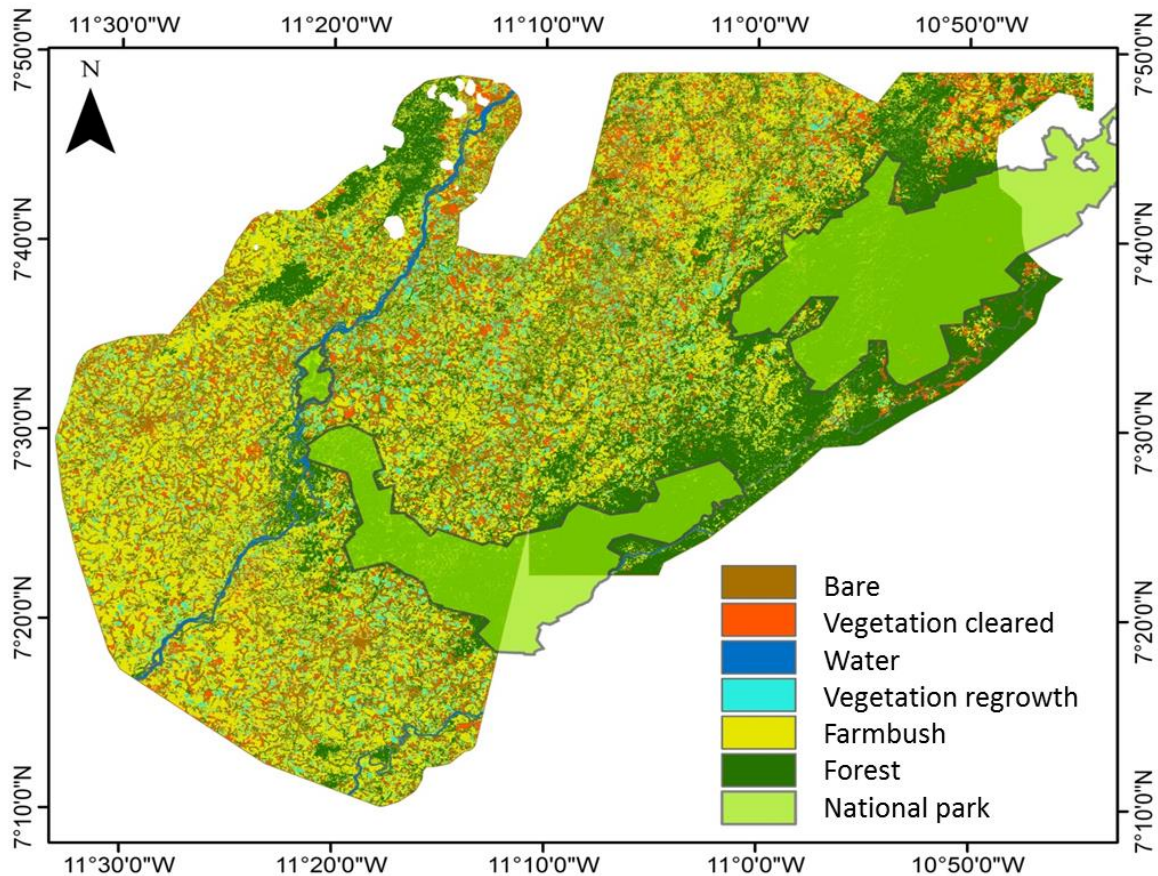 11°30'0"W 11°20'0"W 11°10'0"W 11°0'0"W 10°50'0"W
7°50'0"N
7°40'0"N
7°30'0"N
7°20'0"N
7°10'0"N
N
7°50'0"N
7°40'0"N
7°30'0"N
7°20'0"N
7°10'0"N
Bare
Vegetation cleared
Water
Vegetation regrowth
Farmbush
Forest
National park
11°30'0"W 11°20'0"W 11°10'0"W 11°0'0"W 10°50'0"W